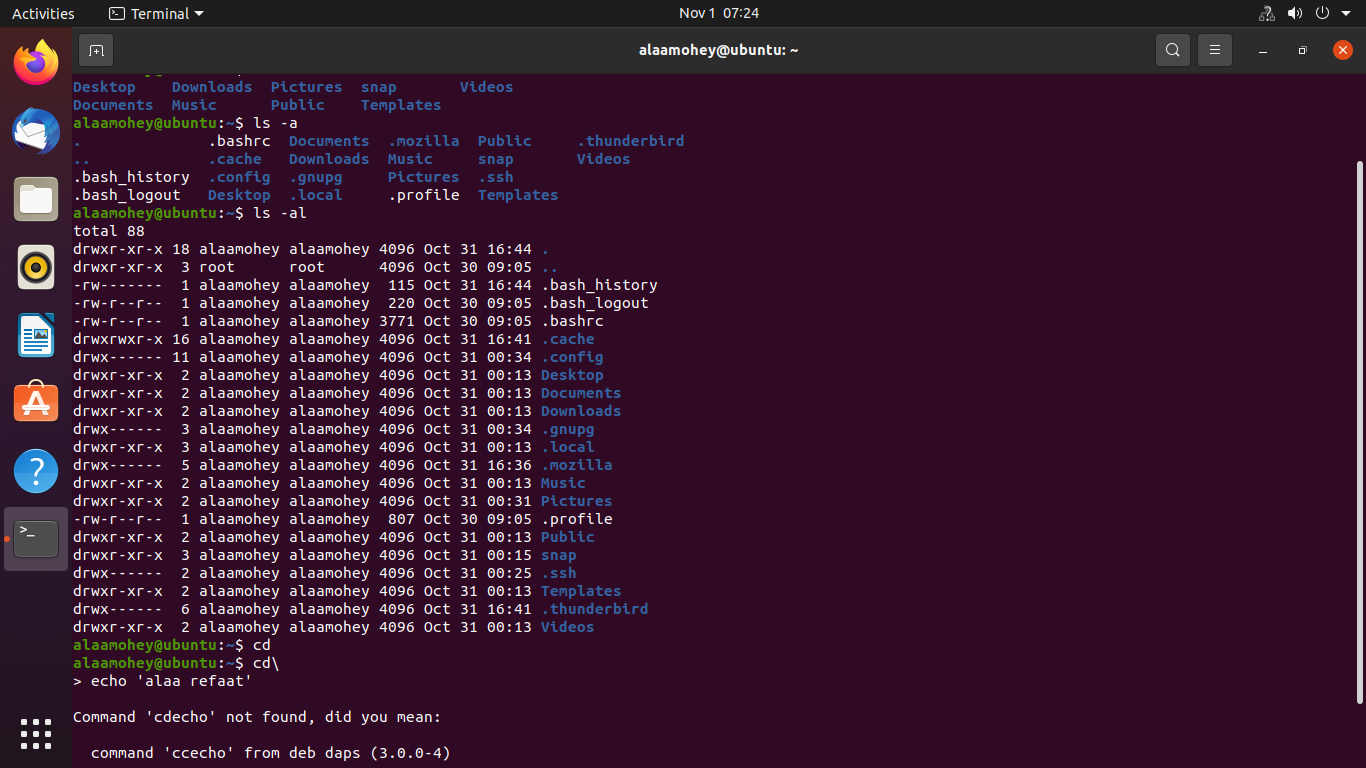 Activities Terminal Nov 1 07:24
alaamohey@ubuntu: ~
Desktop Downloads Pictures snap Videos
Documents Music Public Templates
alaamohey@ubuntu:~$ ls -a
. .bashrc Documents .mozilla Public .thunderbird
.. .cache Downloads Music snap Videos
.bash_history .config .gnupg Pictures .ssh
.bash_logout Desktop .local .profile Templates
alaamohey@ubuntu:~$ ls -al
total 88
drwxr-xr-x 18 alaamohey alaamohey 4096 Oct 31 16:44 .
drwxr-xr-x 3 root root 4096 Oct 30 09:05 ..
-rw------- 1 alaamohey alaamohey 115 Oct 31 16:44 .bash_history
-rw-r--r-- 1 alaamohey alaamohey 220 Oct 30 09:05 .bash_logout
-rw-r--r-- 1 alaamohey alaamohey 3771 Oct 30 09:05 .bashrc
drwxrwxr-x 16 alaamohey alaamohey 4096 Oct 31 16:41 .cache
drwx------ 11 alaamohey alaamohey 4096 Oct 31 00:34 .config
drwxr-xr-x 2 alaamohey alaamohey 4096 Oct 31 00:13 Desktop
drwxr-xr-x 2 alaamohey alaamohey 4096 Oct 31 00:13 Documents
drwxr-xr-x 2 alaamohey alaamohey 4096 Oct 31 00:13 Downloads
drwx------ 3 alaamohey alaamohey 4096 Oct 31 00:34 .gnupg
drwxr-xr-x 3 alaamohey alaamohey 4096 Oct 31 00:13 .local
drwx------ 5 alaamohey alaamohey 4096 Oct 31 16:36 .mozilla
drwxr-xr-x 2 alaamohey alaamohey 4096 Oct 31 00:13 Music
drwxr-xr-x 2 alaamohey alaamohey 4096 Oct 31 00:31 Pictures
-rw-r--r-- 1 alaamohey alaamohey 807 Oct 30 09:05 .profile
drwxr-xr-x 2 alaamohey alaamohey 4096 Oct 31 00:13 Public
drwxr-xr-x 3 alaamohey alaamohey 4096 Oct 31 00:15 snap
drwx------ 2 alaamohey alaamohey 4096 Oct 31 00:25 .ssh
drwxr-xr-x 2 alaamohey alaamohey 4096 Oct 31 00:13 Templates
drwx------ 6 alaamohey alaamohey 4096 Oct 31 16:41 .thunderbird
drwxr-xr-x 2 alaamohey alaamohey 4096 Oct 31 00:13 Videos
alaamohey@ubuntu:~$ cd
alaamohey@ubuntu:~$ cd\
> echo 'alaa refaat'
Command 'cdecho' not found, did you mean:
command 'ccecho' from deb daps (3.0.0-4)